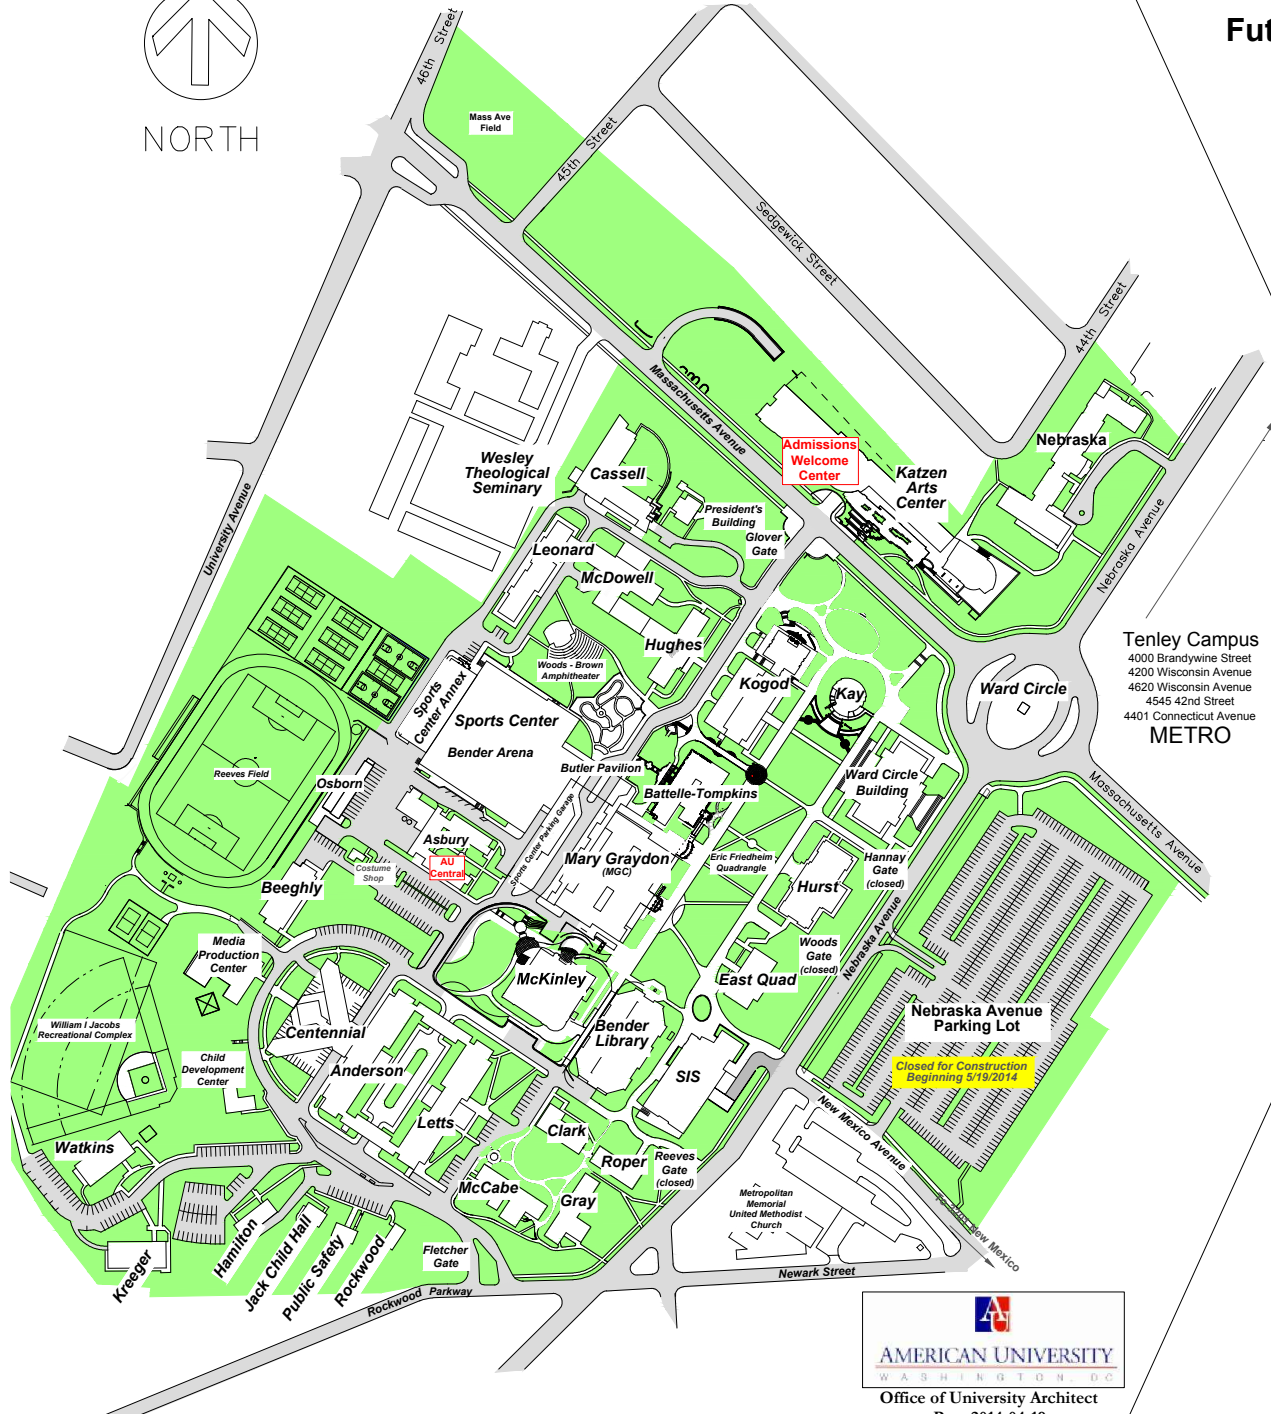 Fut
NORTH
46th Street
Mass Ave
Field
45th Street
Sedgewick Street
44th Street
Massachusetts Avenue
Nebraska
Admissions
Welcome
Center
Katzen
Arts
Center
Wesley
Theological
Seminary
Cassell
President's
Building
Glover
Gate
University Avenue
Nebraska Avenue
Leonard
McDowell
Hughes
Woods - Brown
Amphitheater
Tenley Campus
4000 Brandywine Street
4200 Wisconsin Avenue
4620 Wisconsin Avenue
4545 42nd Street
4401 Connecticut Avenue
METRO
Kogod
Kay
Ward Circle
Sports
Center Annex
Sports Center
Bender Arena
Butler Pavilion
Reeves Field
Osborn
Battelle-Tompkins
Ward Circle
Building
Massachusetts Avenue
Sports Center Parking Garage
Asbury
AU
Central
Costume
Shop
Mary Graydon
(MGC)
Eric Friedheim
Quadrangle
Hannay
Gate
(closed)
Beeghly
Hurst
Nebraska Avenue
Media
Production
Center
Woods
Gate
(closed)
McKinley
East Quad
William I Jacobs
Recreational Complex
Centennial
Bender
Library
Nebraska Avenue
Parking Lot
Closed for Construction
Beginning 5/19/2014
Child
Development
Center
Anderson
SIS
Letts
Clark
New Mexico Avenue
Watkins
Roper
Reeves
Gate
(closed)
McCabe
Gray
Metropolitan
Memorial
United Methodist
Church
Kreeger
Hamilton
Jack Child Hall
Public Safety
Rockwood
Fletcher
Gate
Rockwood Parkway
Newark Street
New Mexico
AU
AMERICAN UNIVERSITY
WASHINGTON, DC
Office of University Architect